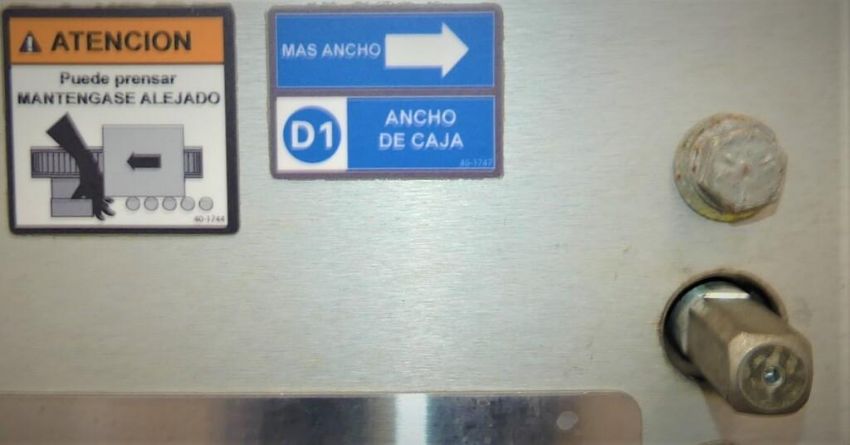 ATENCION
Puede prensar
MANTENGASE ALEJADO
40-1744
MAS ANCHO
D1
ANCHO
DE CAJA
40-1747